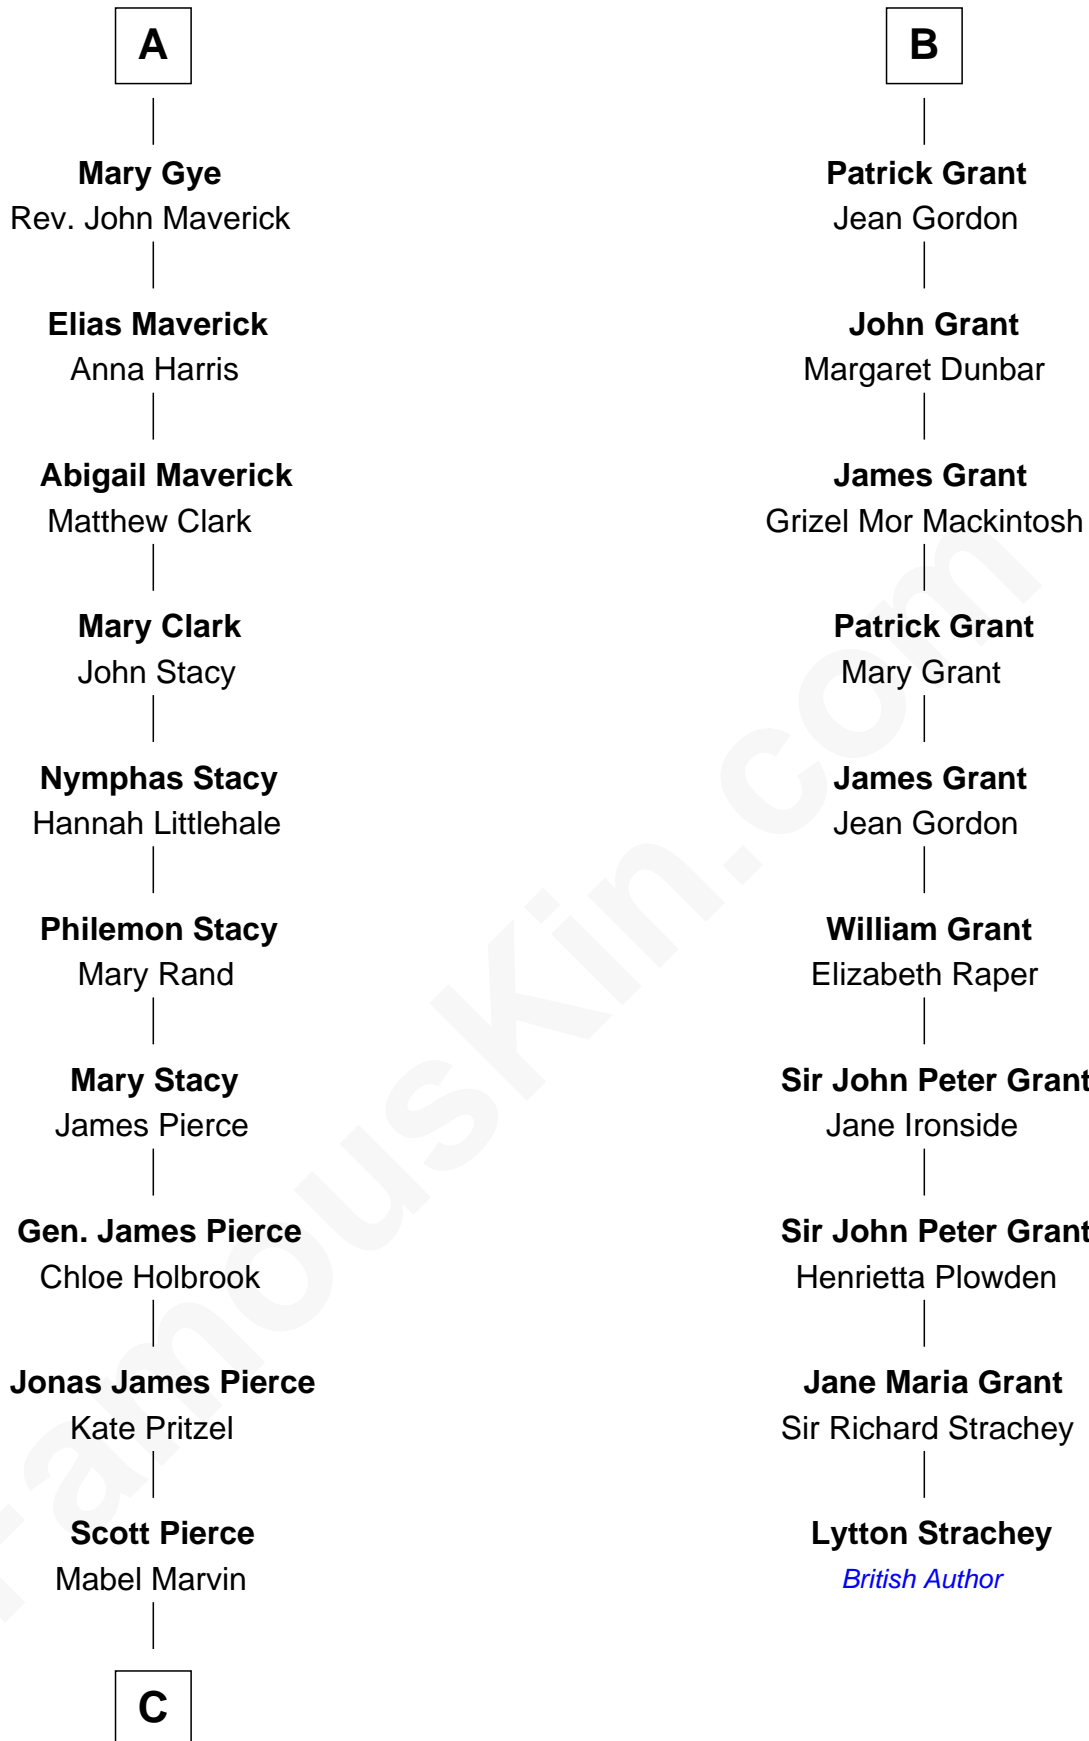 A
Mary Gye
Rev. John Maverick
Elias Maverick
Anna Harris
Abigail Maverick
Matthew Clark
Mary Clark
John Stacy
Nymphas Stacy
Hannah Littlehale
Philemon Stacy
Mary Rand
Mary Stacy
James Pierce
Gen. James Pierce
Chloe Holbrook
Jonas James Pierce
Kate Pritzel
Scott Pierce
Mabel Marvin
C
B
Patrick Grant
Jean Gordon
John Grant
Margaret Dunbar
James Grant
Grizel Mor Mackintosh
Patrick Grant
Mary Grant
James Grant
Jean Gordon
William Grant
Elizabeth Raper
Sir John Peter Grant
Jane Ironside
Sir John Peter Grant
Henrietta Plowden
Jane Maria Grant
Sir Richard Strachey
Lytton Strachey
British Author
FamousKin.com